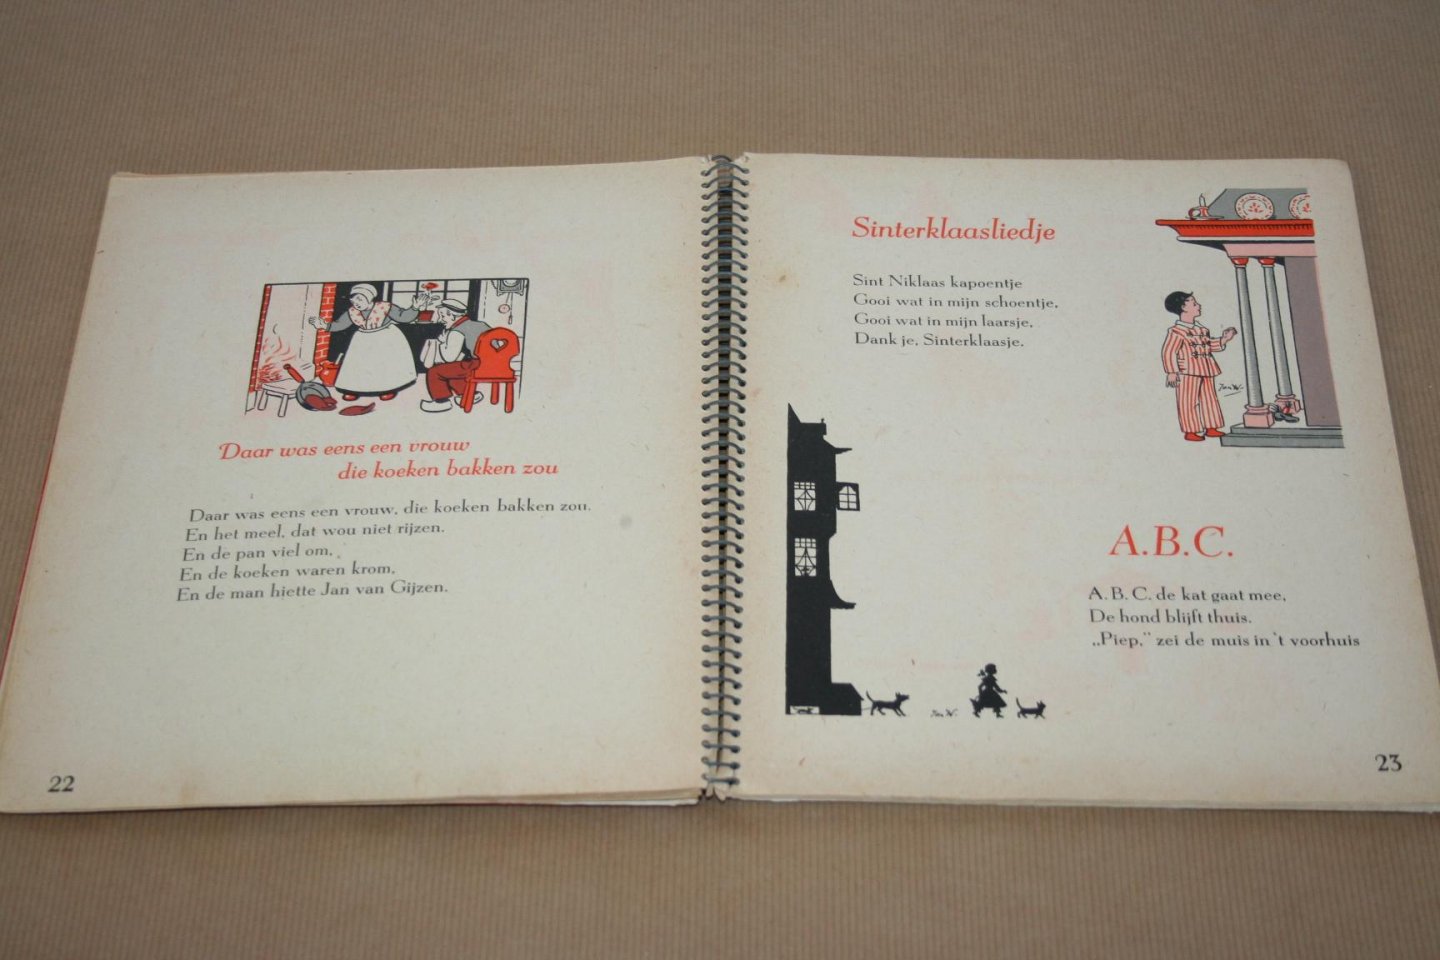 Daar was eens een vrouw
die koeken bakken zou
Daar was eens een vrouw, die koeken bakken zou.
En het meel, dat wou niet rijzen.
En de pan viel om,
En de koeken waren krom,
En de man hiette Jan van Gijzen.
22
Sinterklaasliedje
Sint Niklaas kapoentje
Gooi wat in mijn schoentje,
Gooi wat in mijn laarsje,
Dank je, Sinterklaasje.
Jan W.
A.B.C.
A. B. C. de kat gaat mee,
De hond blijft thuis.
„Piep," zei de muis in 't voorhuis
Jan W.
23